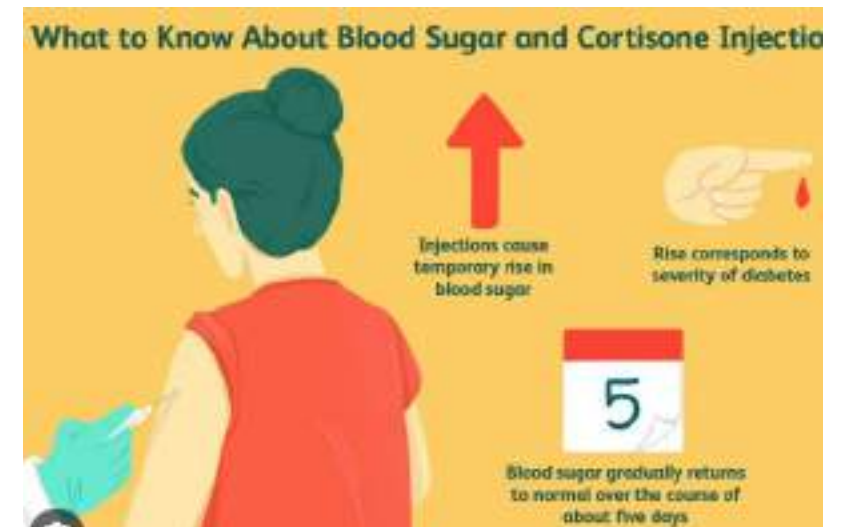 What to Know About Blood Sugar and Cortisone Injectio
Injections cause
temporary rise in
blood sugar
Rise corresponds to
severity of diabetes
5
Blood sugar gradually returns
to normal over the course of
about five days